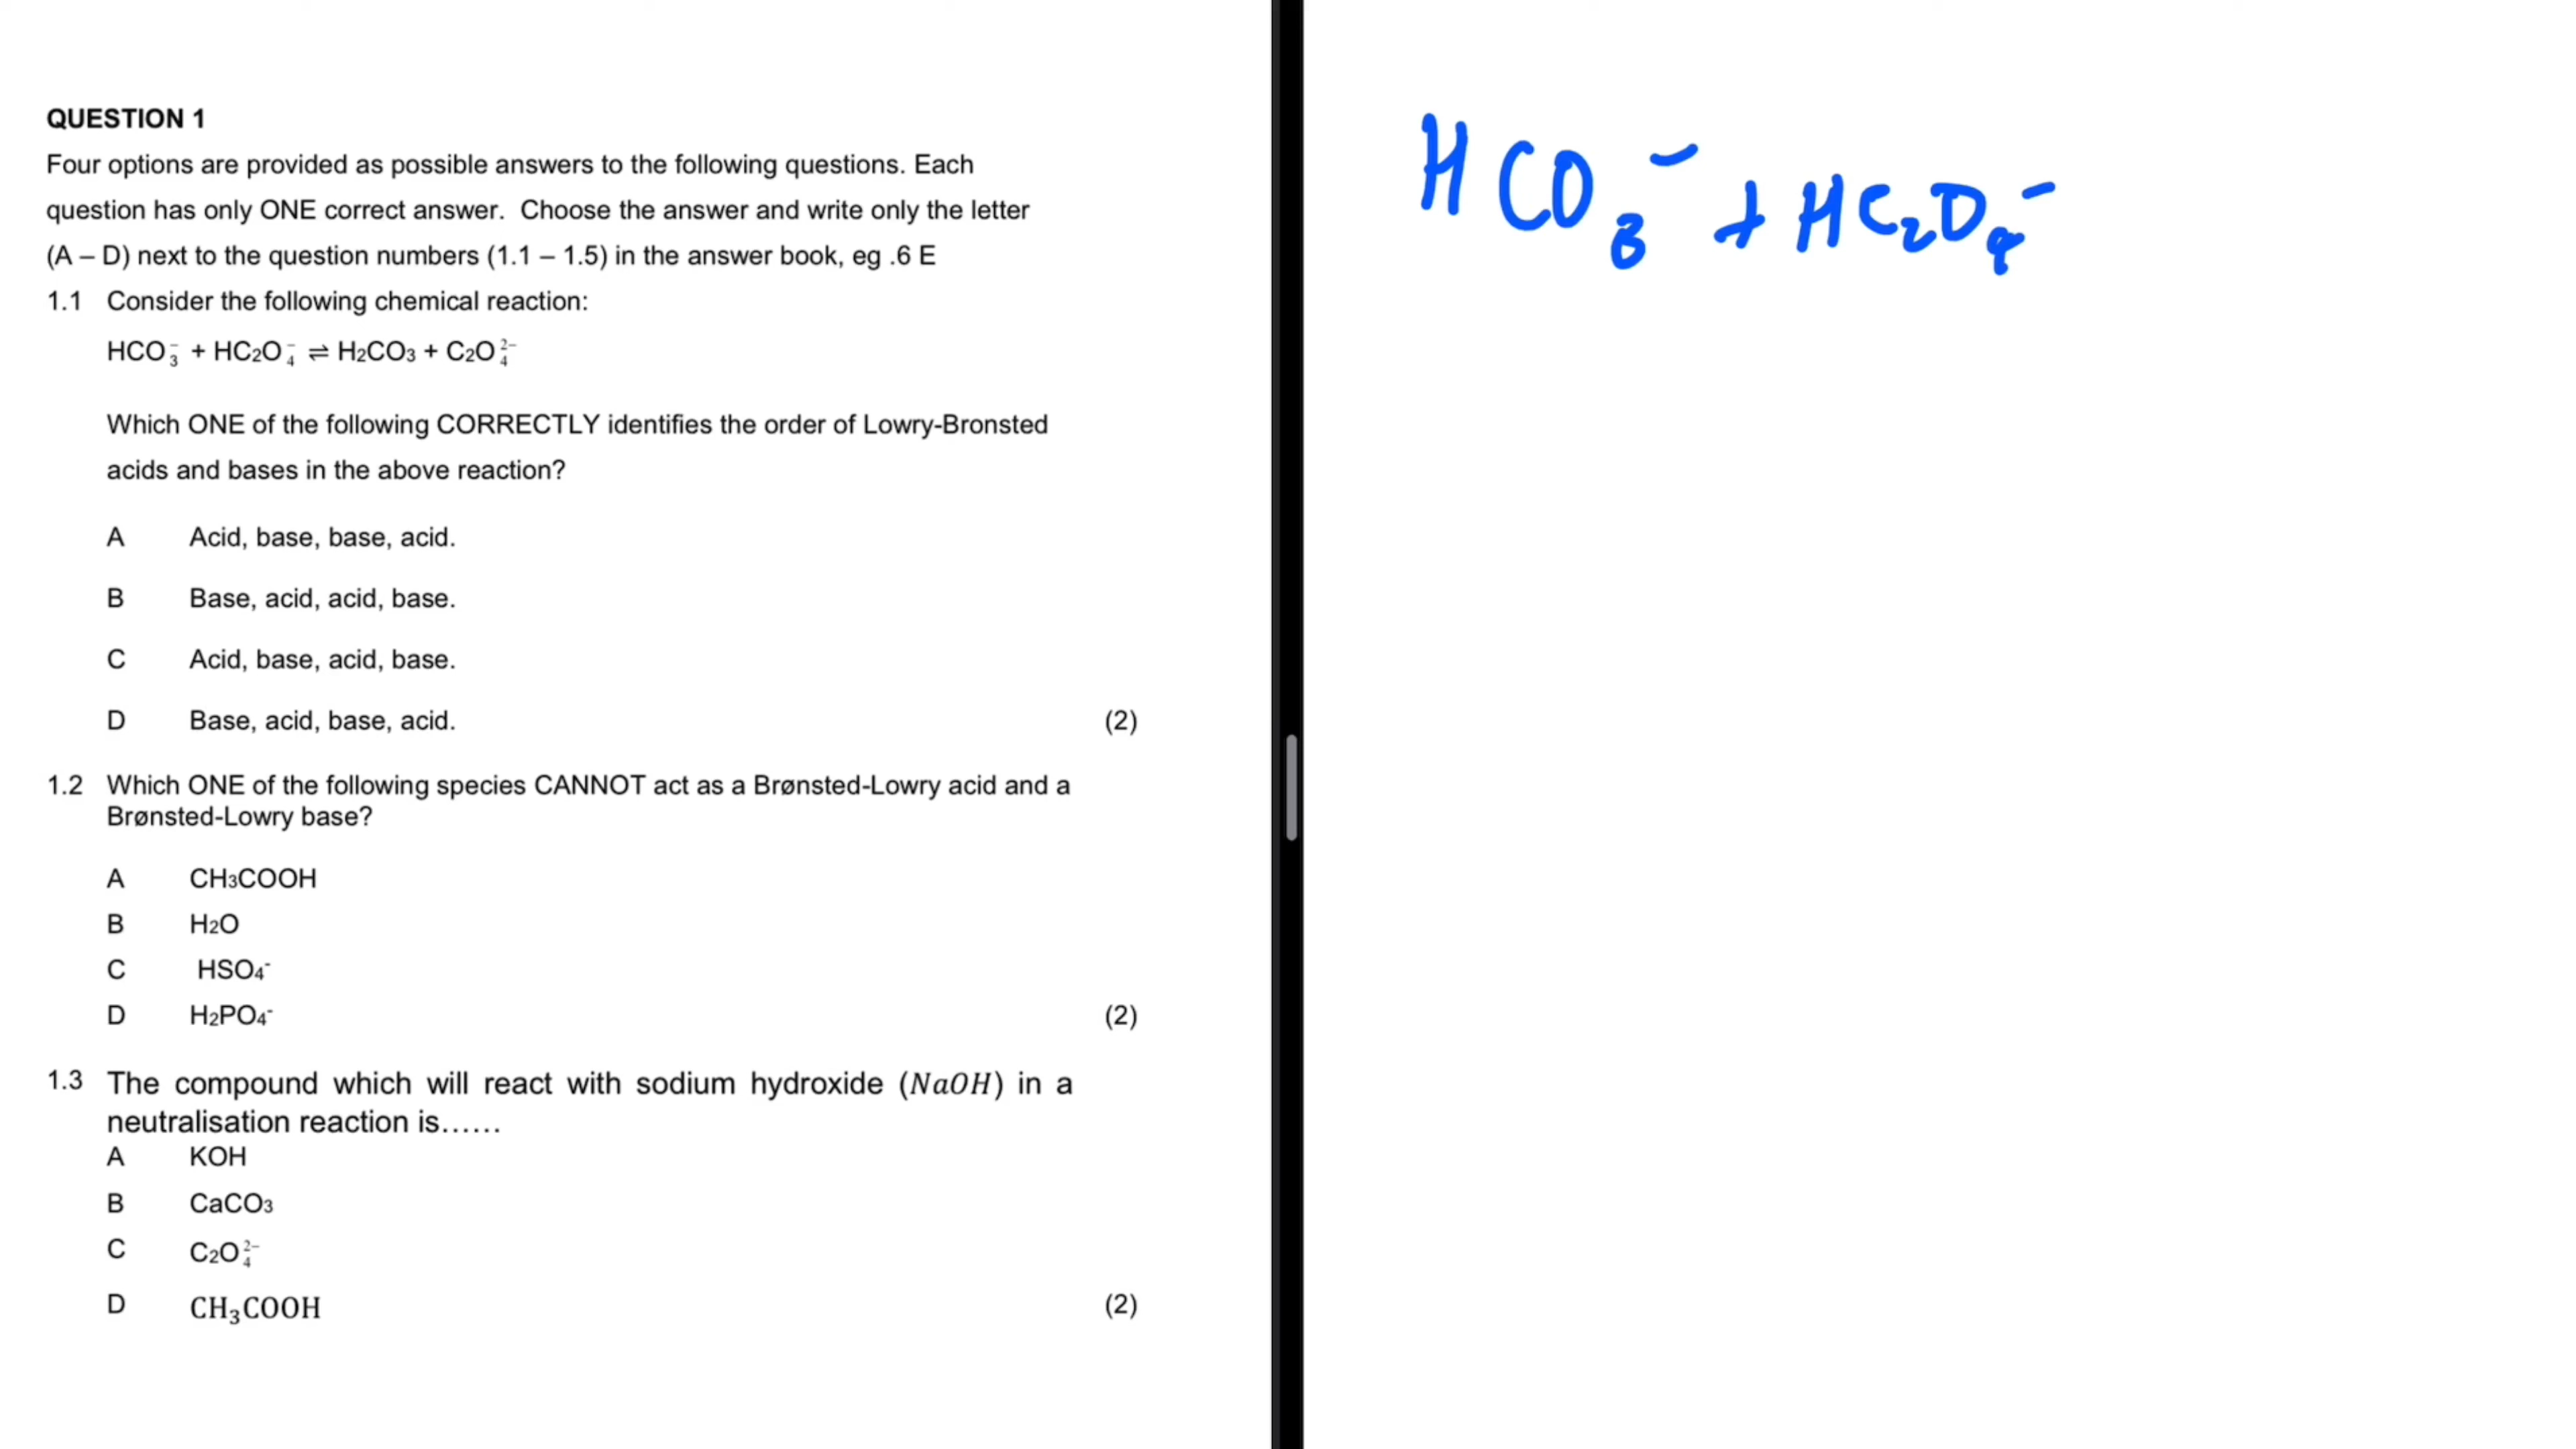 QUESTION 1
Four options are provided as possible answers to the following questions. Each
question has only ONE correct answer. Choose the answer and write only the letter
(A – D) next to the question numbers (1.1 – 1.5) in the answer book, eg .6 E
1.1 Consider the following chemical reaction:
HCO₃⁻ + HC₂O₄⁻ ⇌ H₂CO₃ + C₂O₄²⁻
Which ONE of the following CORRECTLY identifies the order of Lowry-Bronsted
acids and bases in the above reaction?
A Acid, base, base, acid.
B Base, acid, acid, base.
C Acid, base, acid, base.
D Base, acid, base, acid. (2)
1.2 Which ONE of the following species CANNOT act as a Brønsted-Lowry acid and a
Brønsted-Lowry base?
A CH₃COOH
B H₂O
C HSO₄⁻
D H₂PO₄⁻ (2)
1.3 The compound which will react with sodium hydroxide (NaOH) in a
neutralisation reaction is……
A KOH
B CaCO₃
C C₂O₄²⁻
D CH₃COOH (2)
HCO₃⁻ + HC₂O₄⁻